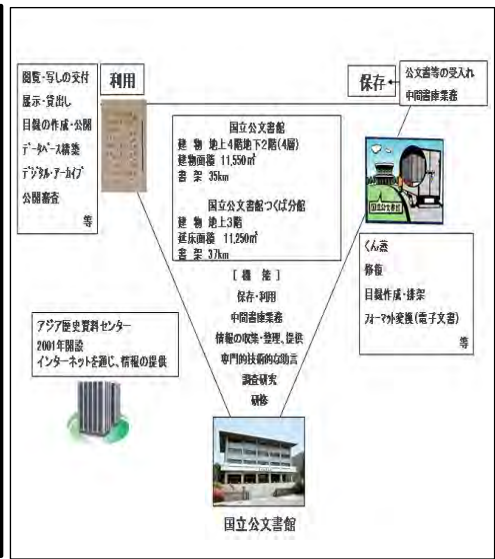 閲覧・写しの交付
展示・貸出し
目録の作成・公開
データベース構築
デジタル・アーカイブ
公開審査
等
利用
保存
公文書等の受入れ
中間書庫業務
国立公文書館
建 物 地上4階地下2階(4層)
建物面積 11,550㎡
書 架 35km
国立公文書館つくば分館
建 物 地上3階
延床面積 11,250㎡
書 架 37km
[ 機 能 ]
保存・利用
中間書庫業務
情報の収集・整理、提供
専門的技術的な助言
調査研究
研修
くん蒸
修復
目録作成・排架
フォーマット変換(電子文書)
等
アジア歴史資料センター
2001年開設
インターネットを通じ、情報の提供
国立公文書館